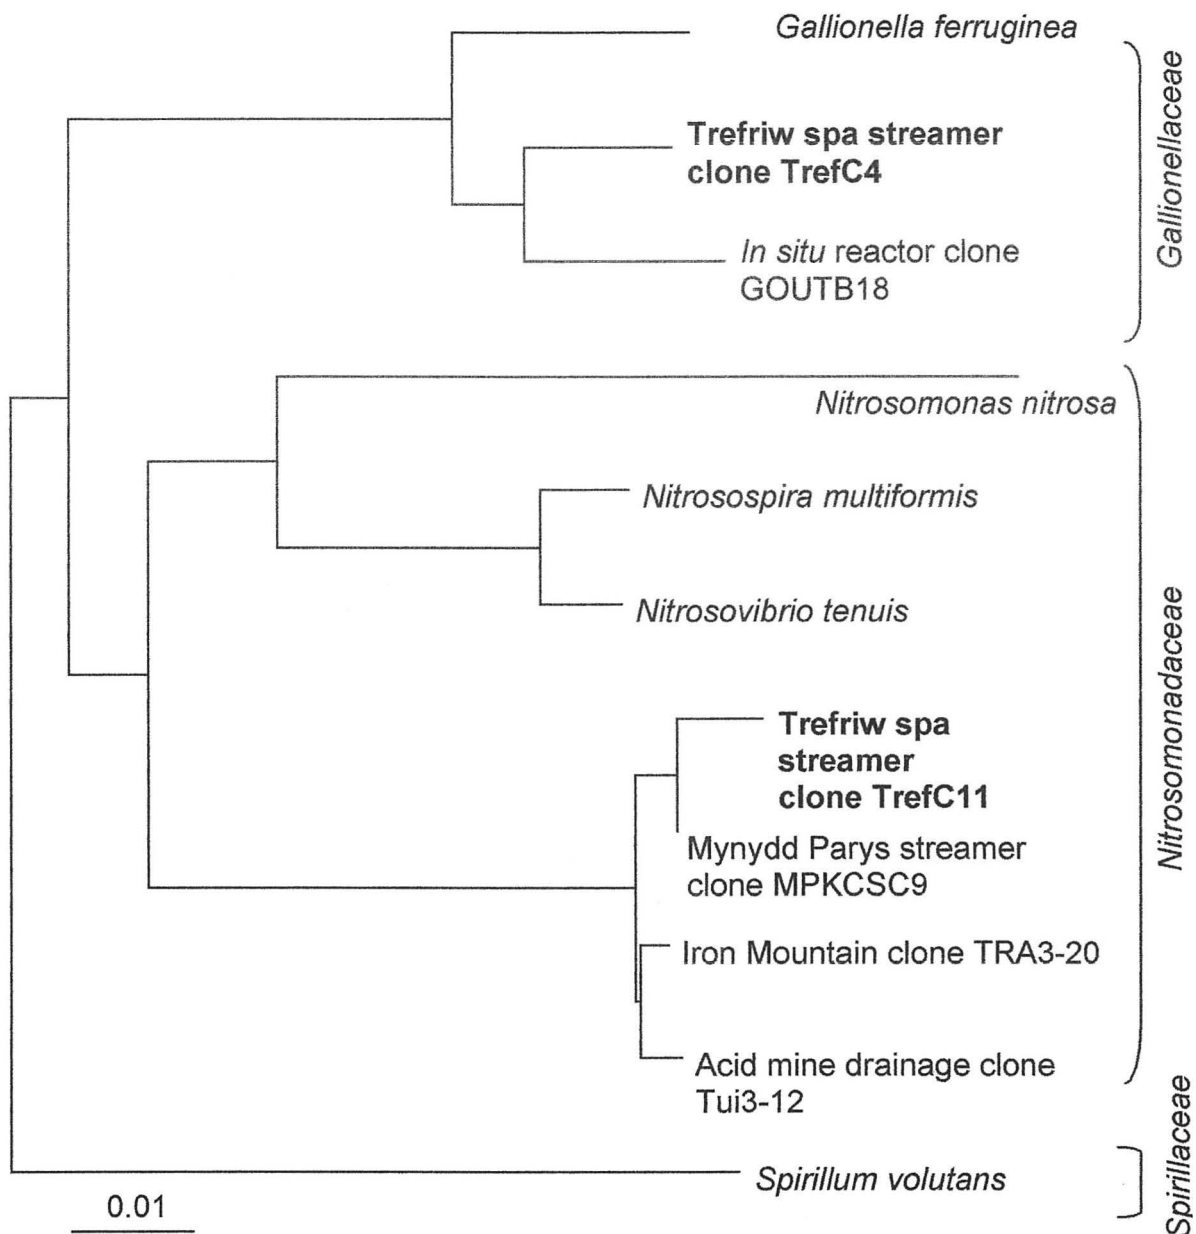 Gallionella ferruginea
Trefriw spa streamer
clone TrefC4
In situ reactor clone
GOUTB18
Gallionellaceae
Nitrosomonas nitrosa
Nitrosospira multiformis
Nitrosovibrio tenuis
Trefriw spa
streamer
clone TrefC11
Mynydd Parys streamer
clone MPKCSC9
Iron Mountain clone TRA3-20
Acid mine drainage clone
Tui3-12
Nitrosomonadaceae
Spirillum volutans
Spirillaceae
0.01